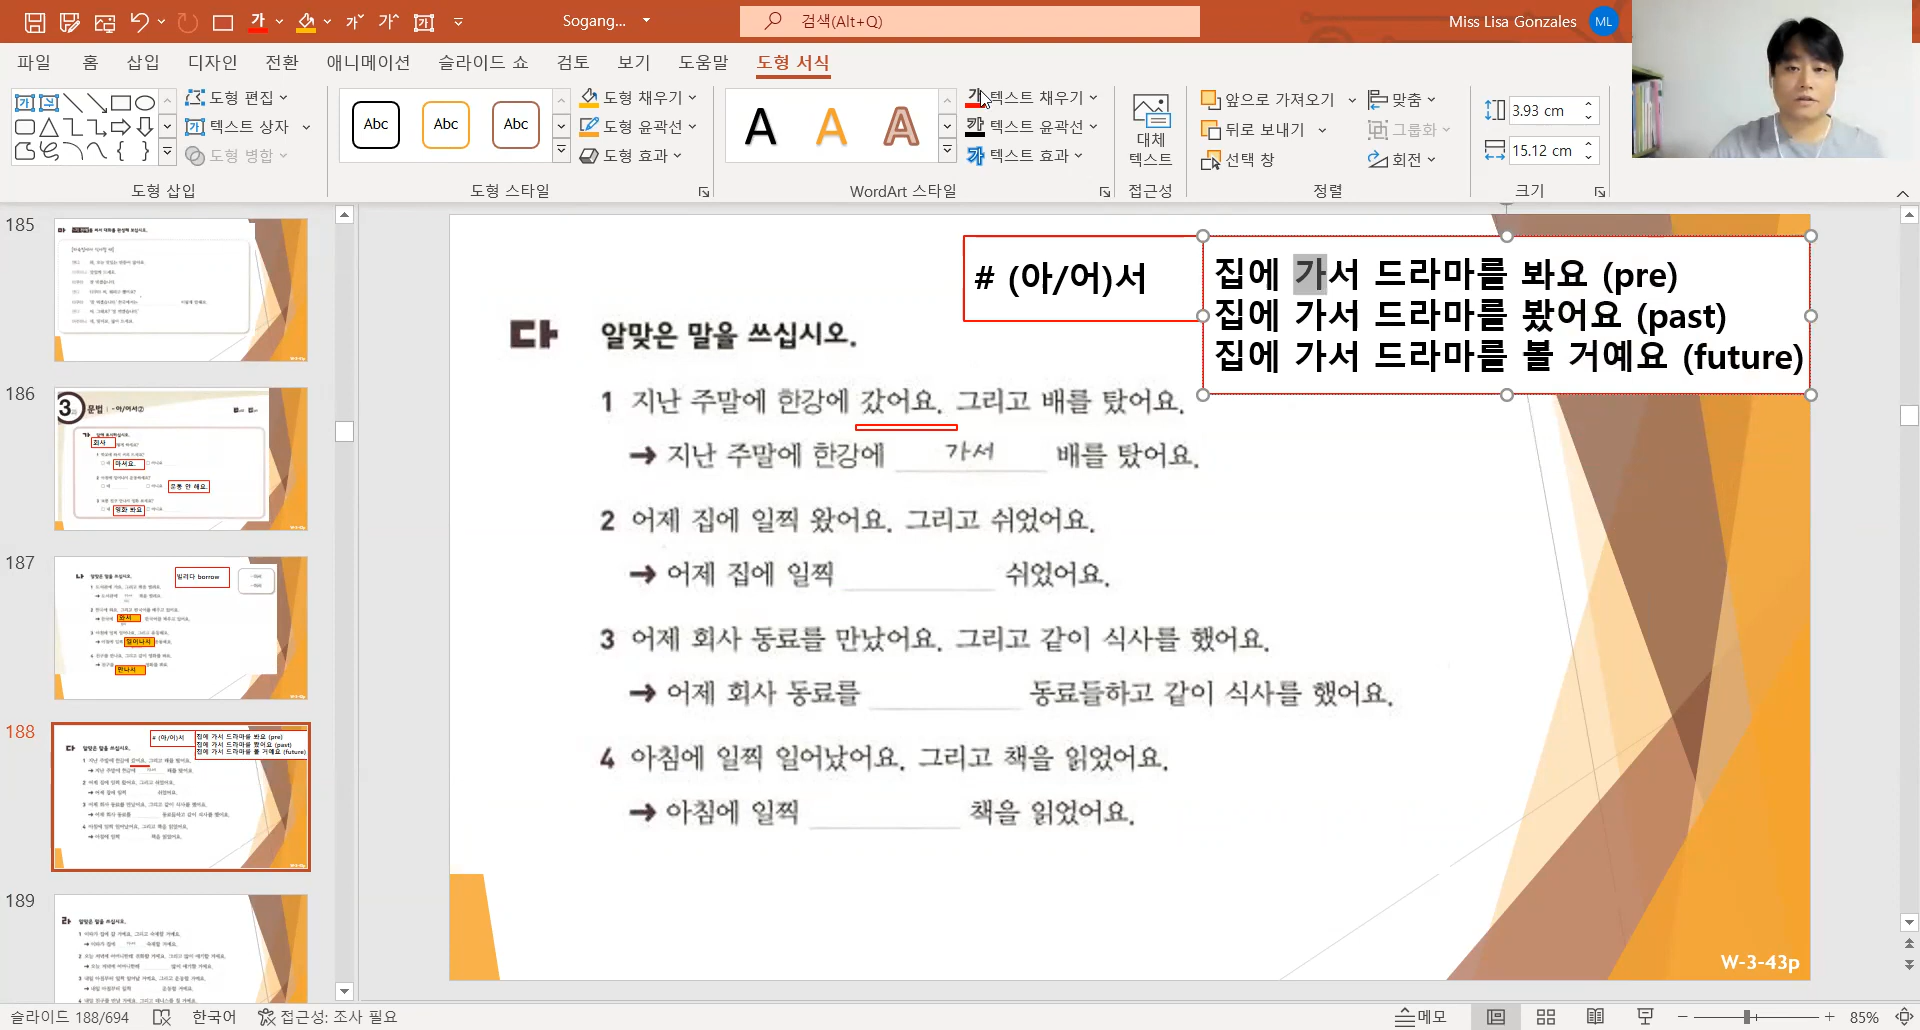 Sogang...
검색(Alt+Q)
Miss Lisa Gonzales
ML
파일 홈 삽입 디자인 전환 애니메이션 슬라이드 쇼 검토 보기 도움말 도형 서식
도형 편집
텍스트 상자
도형 병합
도형 삽입
Abc Abc Abc
도형 채우기
도형 윤곽선
도형 효과
도형 스타일
A A A
텍스트 채우기
텍스트 윤곽선
텍스트 효과
WordArt 스타일
대체
텍스트
접근성
앞으로 가져오기
뒤로 보내기
선택 창
맞춤
그룹화
회전
정렬
3.93 cm
15.12 cm
크기
185
186
187
빌리다 borrow
188
189
# (아/어)서
집에 가서 드라마를 봐요 (pre)
집에 가서 드라마를 봤어요 (past)
집에 가서 드라마를 볼 거예요 (future)
다 알맞은 말을 쓰십시오.
1 지난 주말에 한강에 갔어요. 그리고 배를 탔어요.
→ 지난 주말에 한강에 가서 배를 탔어요.
2 어제 집에 일찍 왔어요. 그리고 쉬었어요.
→ 어제 집에 일찍 쉬었어요.
3 어제 회사 동료를 만났어요. 그리고 같이 식사를 했어요.
→ 어제 회사 동료를 동료들하고 같이 식사를 했어요.
4 아침에 일찍 일어났어요. 그리고 책을 읽었어요.
→ 아침에 일찍 책을 읽었어요.
W-3-43p
슬라이드 188/694 한국어 접근성: 조사 필요
메모
85%